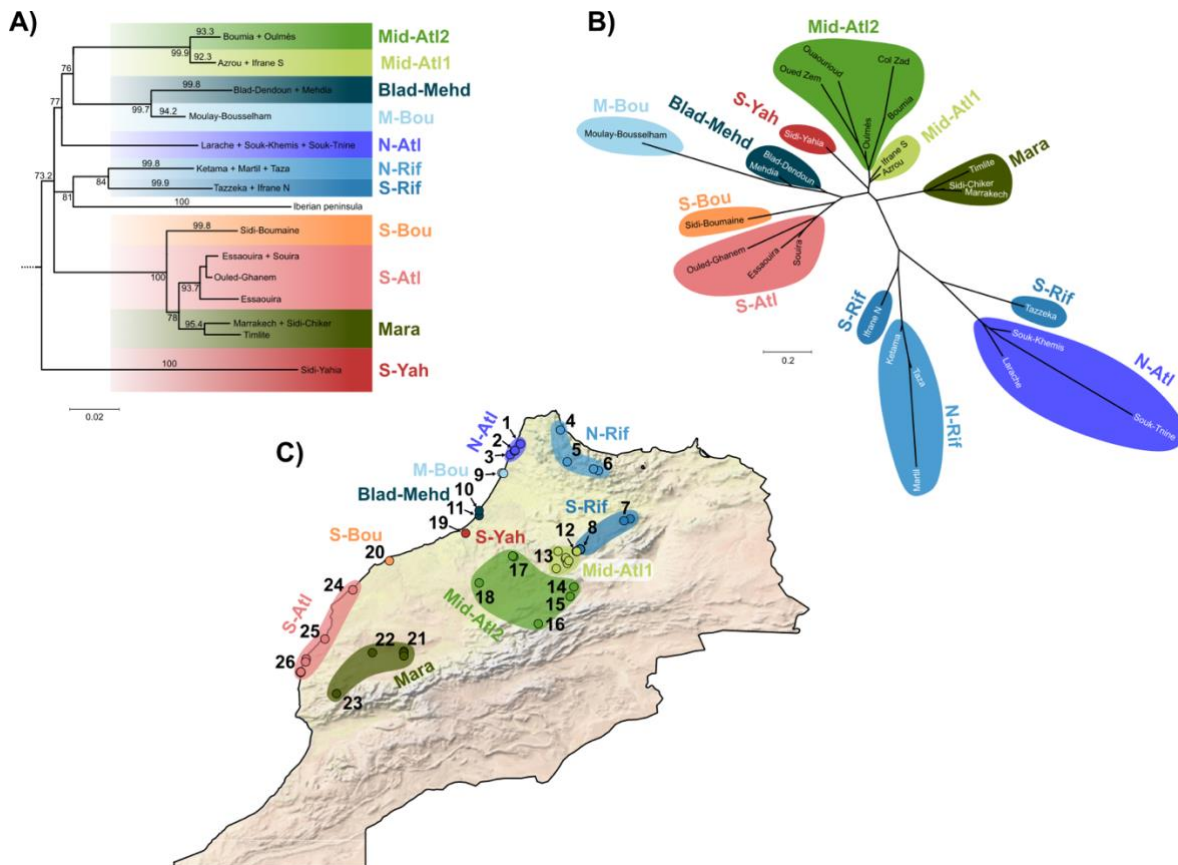 A)
93.3
Boumia + Oulmès
Mid-Atl2
99.9
92.3
Azrou + Ifrane S
Mid-Atl1
76
99.8
Blad-Dendoun + Mehdia
Blad-Mehd
99.7
94.2
Moulay-Bousselham
M-Bou
77
Larache + Souk-Khemis + Souk-Tnine
N-Atl
73.2
99.8
Ketama + Martil + Taza
N-Rif
84
99.9
Tazzeka + Ifrane N
S-Rif
81
100
Iberian peninsula
99.8
Sidi-Boumaine
S-Bou
100
Essaouira + Souira
Ouled-Ghanem
S-Atl
93.7
Essaouira
78
95.4
Marrakech + Sidi-Chiker
Timlite
Mara
100
Sidi-Yahia
S-Yah
0.02
B)
Mid-Atl2
Ouaourioud
Oued Zem
Col Zad
Boumia
Oulmès
S-Yah
Sidi-Yahia
Mid-Atl1
Ifrane S
Azrou
M-Bou
Moulay-Bousselham
Blad-Mehd
Blad-Dendoun
Mehdia
Mara
Timlite
Sidi-Chiker
Marrakech
S-Bou
Sidi-Boumaine
S-Atl
Ouled-Ghanem
Essaouira
Souira
S-Rif
Ifrane N
S-Rif
Tazzeka
N-Atl
Souk-Khemis
Larache
Souk-Tnine
N-Rif
Ketama
Taza
Martil
0.2
C)
N-Atl
1
2
3
4
N-Rif
5
6
M-Bou
9
Blad-Mehd
10
11
S-Rif
7
8
12
19
S-Yah
S-Bou
20
13
Mid-Atl1
17
14
18
15
Mid-Atl2
16
24
S-Atl
25
26
22
21
Mara
23